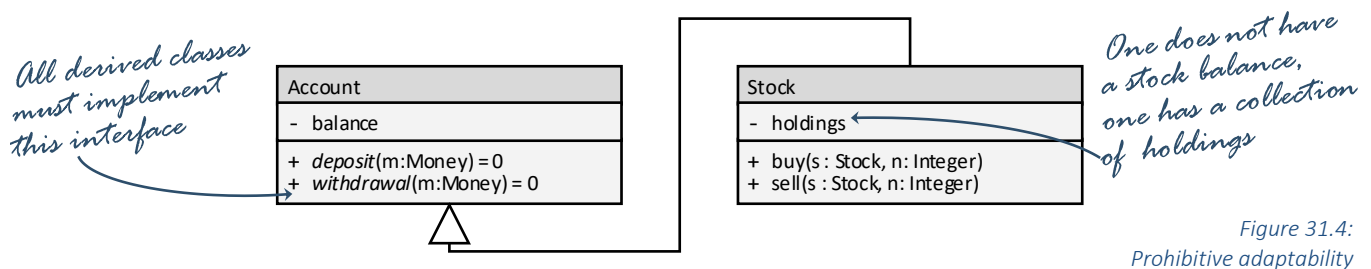 All derived classes
must implement
this interface
Account
- balance
+ deposit(m:Money) = 0
+ withdrawal(m:Money) = 0
Stock
- holdings
+ buy(s : Stock, n: Integer)
+ sell(s : Stock, n: Integer)
One does not have
a stock balance,
one has a collection
of holdings
Figure 31.4:
Prohibitive adaptability